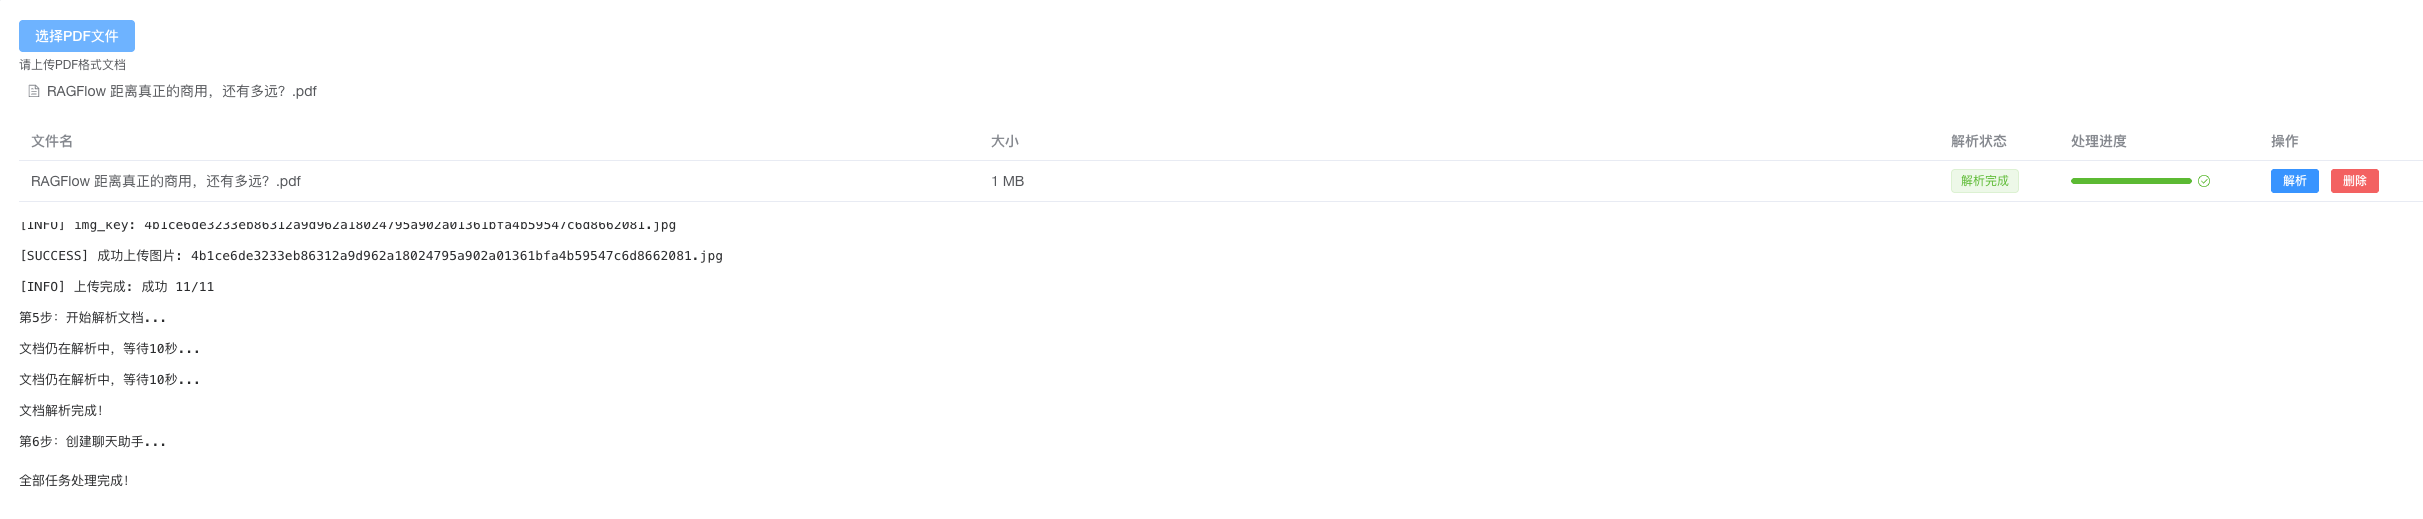 选择PDF文件
请上传PDF格式文档
RAGFlow 距离真正的商用，还有多远？.pdf
文件名 大小 解析状态 处理进度 操作
RAGFlow 距离真正的商用，还有多远？.pdf 1 MB 解析完成 解析 删除
[INFO] img_key: 4b1ce6de3233eb86312a9d962a18024795a902a01361bfa4b59547c6d8662081.jpg
[SUCCESS] 成功上传图片: 4b1ce6de3233eb86312a9d962a18024795a902a01361bfa4b59547c6d8662081.jpg
[INFO] 上传完成: 成功 11/11
第5步：开始解析文档...
文档仍在解析中，等待10秒...
文档仍在解析中，等待10秒...
文档解析完成！
第6步：创建聊天助手...
全部任务处理完成！